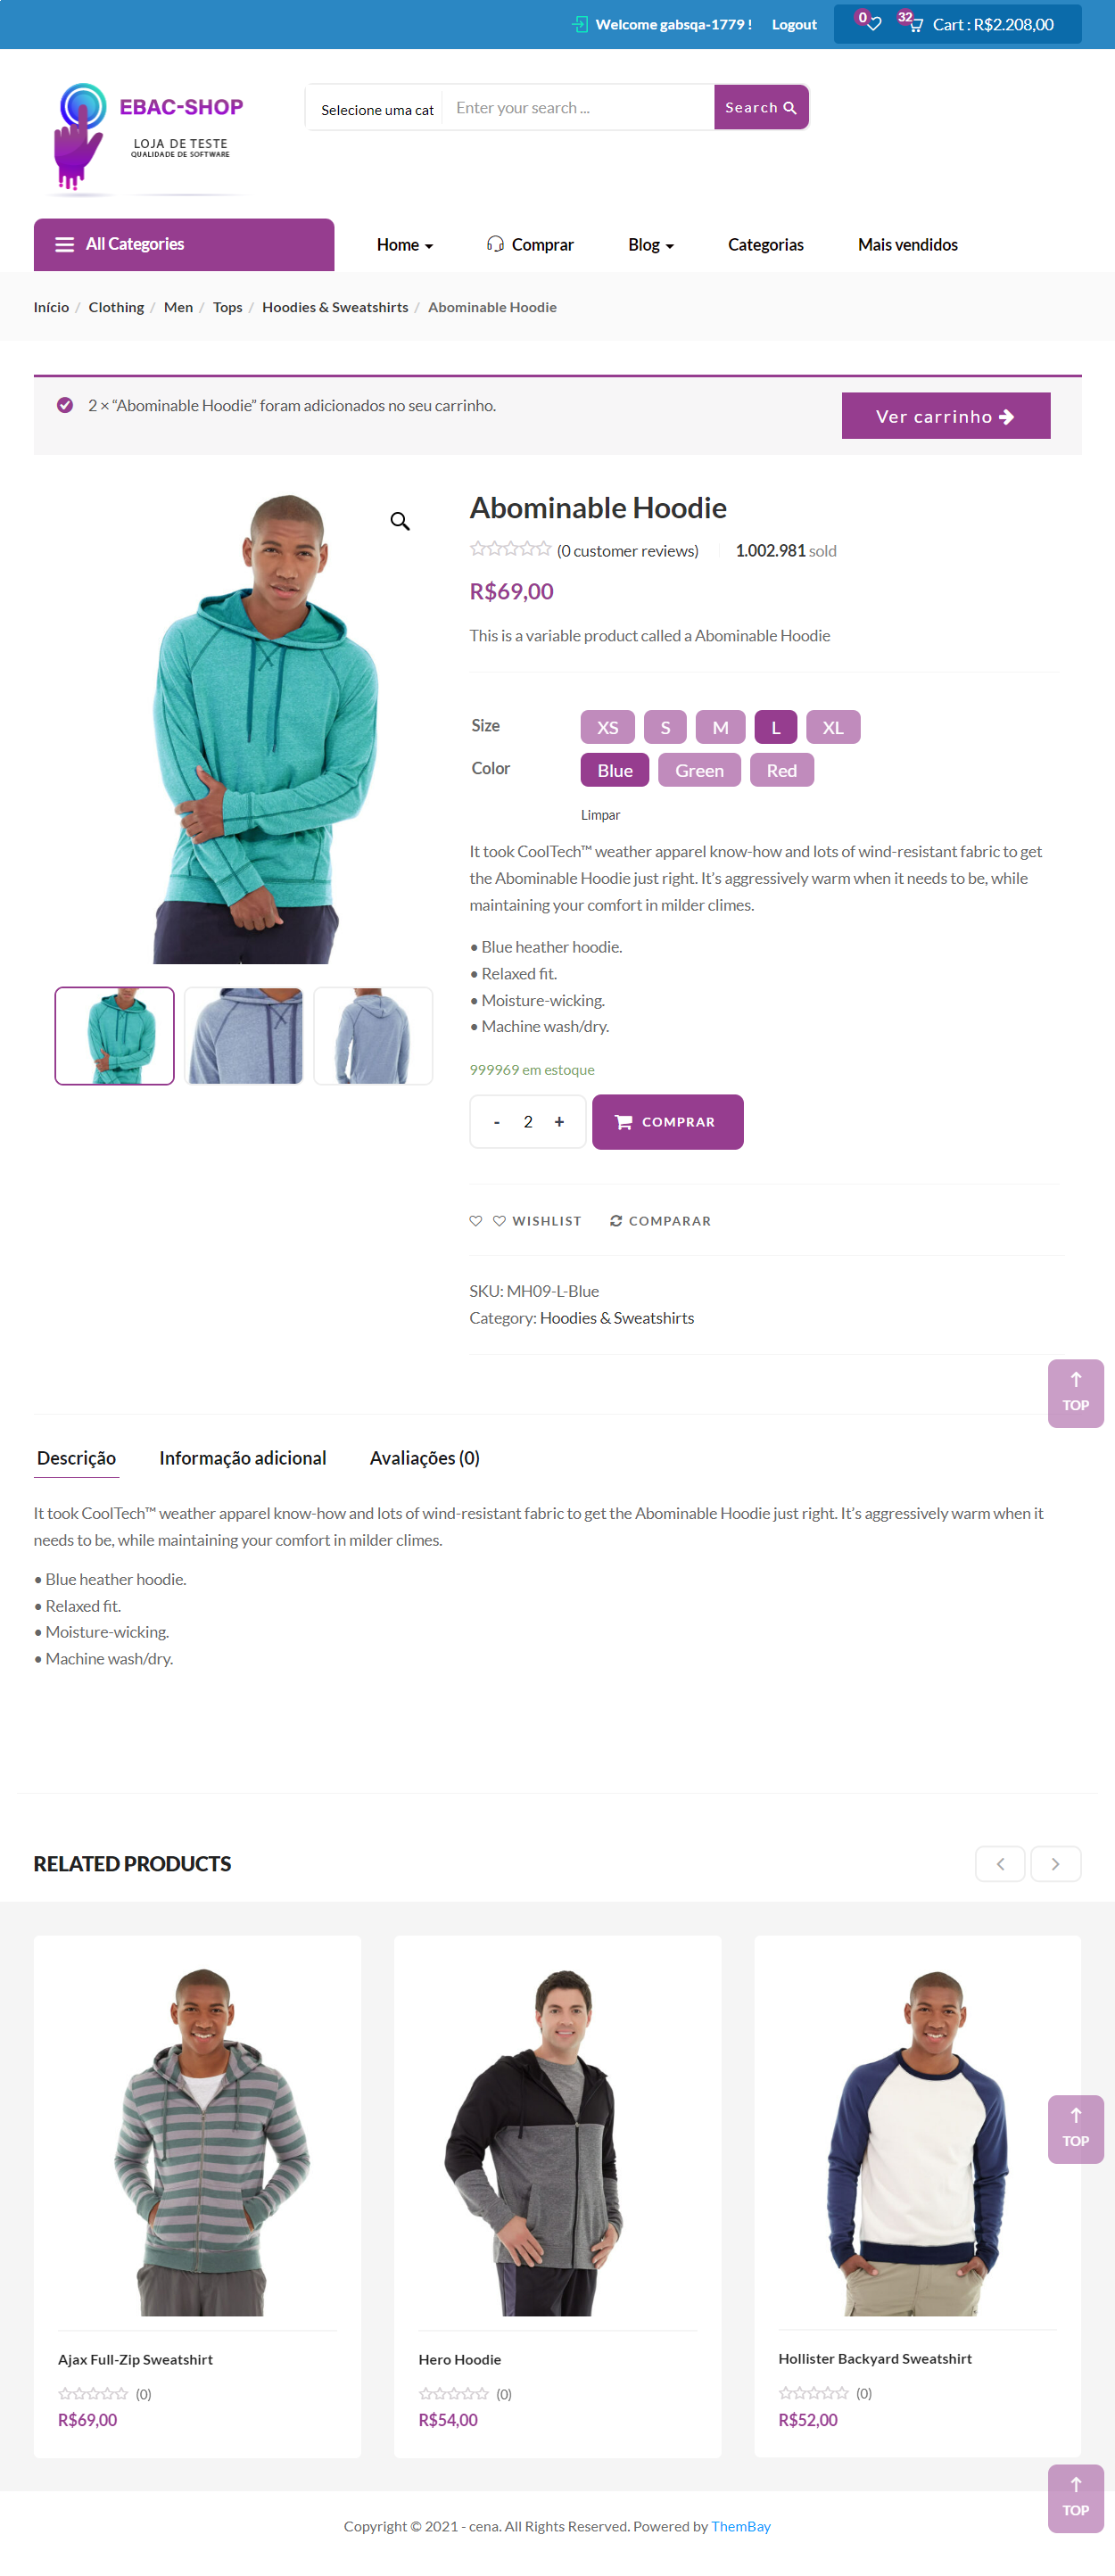 Welcome gabsqa-1779 !
Logout
0
32
Cart : R$2.208,00
EBAC-SHOP
LOJA DE TESTE
QUALIDADE DE SOFTWARE
Selecione uma cat
Enter your search ...
Search
All Categories
Home
Comprar
Blog
Categorias
Mais vendidos
Início / Clothing / Men / Tops / Hoodies & Sweatshirts / Abominable Hoodie
2 × “Abominable Hoodie” foram adicionados no seu carrinho.
Ver carrinho
Abominable Hoodie
(0 customer reviews)
1.002.981 sold
R$69,00
This is a variable product called a Abominable Hoodie
Size
XS
S
M
L
XL
Color
Blue
Green
Red
Limpar
It took CoolTech™ weather apparel know-how and lots of wind-resistant fabric to get
the Abominable Hoodie just right. It’s aggressively warm when it needs to be, while
maintaining your comfort in milder climes.
• Blue heather hoodie.
• Relaxed fit.
• Moisture-wicking.
• Machine wash/dry.
999969 em estoque
- 2 +
COMPRAR
WISHLIST
COMPARAR
SKU: MH09-L-Blue
Category: Hoodies & Sweatshirts
TOP
Descrição
Informação adicional
Avaliações (0)
It took CoolTech™ weather apparel know-how and lots of wind-resistant fabric to get the Abominable Hoodie just right. It’s aggressively warm when it
needs to be, while maintaining your comfort in milder climes.
• Blue heather hoodie.
• Relaxed fit.
• Moisture-wicking.
• Machine wash/dry.
RELATED PRODUCTS
TOP
Ajax Full-Zip Sweatshirt
(0)
R$69,00
Hero Hoodie
(0)
R$54,00
Hollister Backyard Sweatshirt
(0)
R$52,00
TOP
Copyright © 2021 - cena. All Rights Reserved. Powered by ThemBay